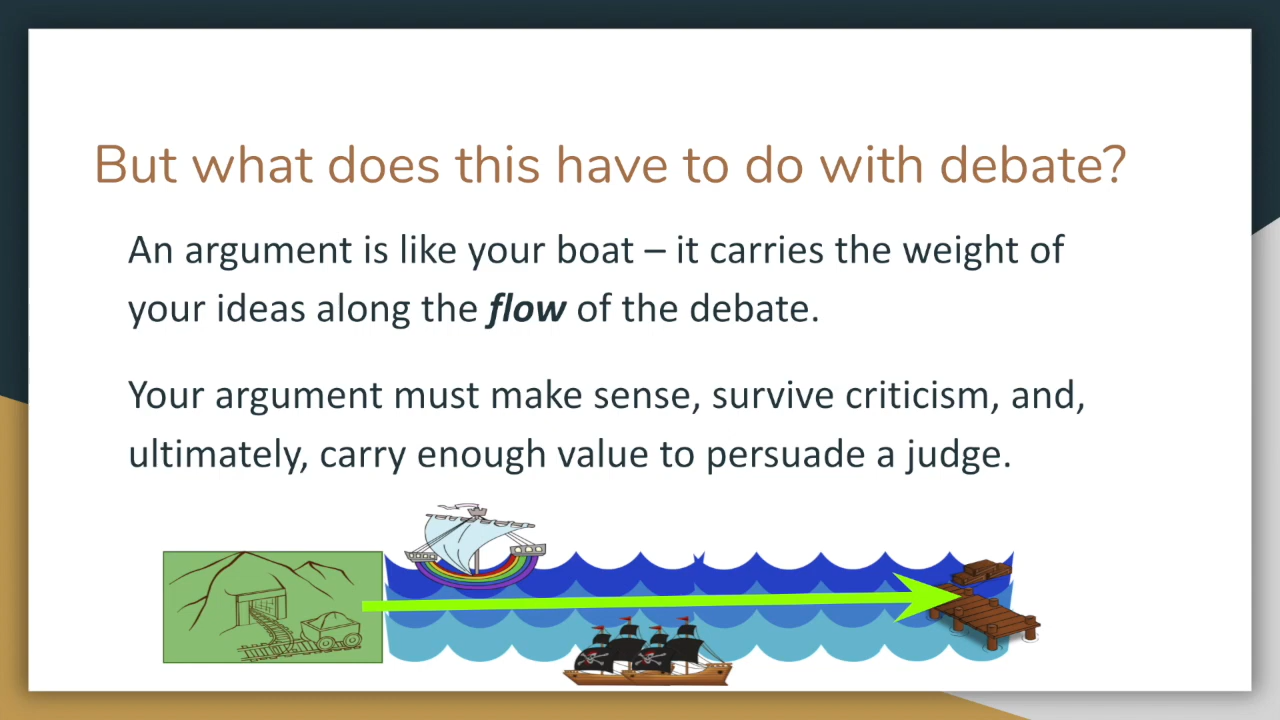 But what does this have to do with debate?
An argument is like your boat – it carries the weight of
your ideas along the flow of the debate.
Your argument must make sense, survive criticism, and,
ultimately, carry enough value to persuade a judge.